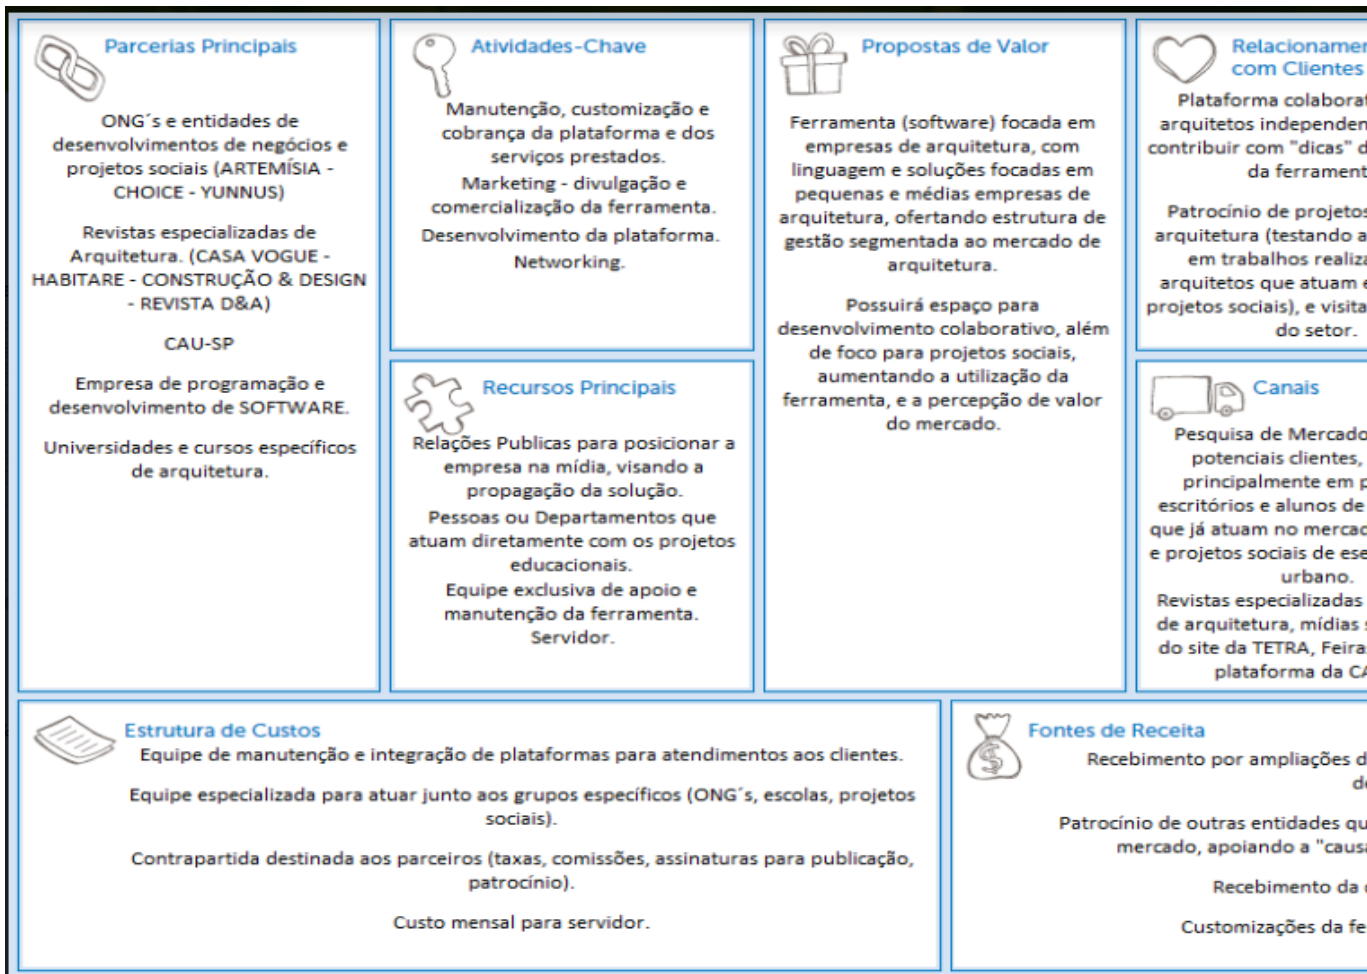 Parcerias Principais
ONG´s e entidades de
desenvolvimentos de negócios e
projetos sociais (ARTEMÍSIA -
CHOICE - YUNNUS)
Revistas especializadas de
Arquitetura. (CASA VOGUE -
HABITARE - CONSTRUÇÃO & DESIGN
- REVISTA D&A)
CAU-SP
Empresa de programação e
desenvolvimento de SOFTWARE.
Universidades e cursos específicos
de arquitetura.
Atividades-Chave
Manutenção, customização e
cobrança da plataforma e dos
serviços prestados.
Marketing - divulgação e
comercialização da ferramenta.
Desenvolvimento da plataforma.
Networking.
Recursos Principais
Relações Publicas para posicionar a
empresa na mídia, visando a
propagação da solução.
Pessoas ou Departamentos que
atuam diretamente com os projetos
educacionais.
Equipe exclusiva de apoio e
manutenção da ferramenta.
Servidor.
Propostas de Valor
Ferramenta (software) focada em
empresas de arquitetura, com
linguagem e soluções focadas em
pequenas e médias empresas de
arquitetura, ofertando estrutura de
gestão segmentada ao mercado de
arquitetura.
Possuirá espaço para
desenvolvimento colaborativo, além
de foco para projetos sociais,
aumentando a utilização da
ferramenta, e a percepção de valor
do mercado.
com Clientes
Plataforma
arquitetos
contribuir com "dicas"
da
Patrocínio de projetos
arquitetura (testando
em trabalhos
arquitetos que atuam
projetos sociais), e
do setor.
Canais
Pesquisa de Mercado
potenciais clientes,
principalmente em
escritórios e alunos de
que já atuam no
e projetos sociais de
urbano.
Revistas especializadas
de arquitetura, mídias
do site da TETRA,
plataforma da
Estrutura de Custos
Equipe de manutenção e integração de plataformas para atendimentos aos clientes.
Equipe especializada para atuar junto aos grupos específicos (ONG´s, escolas, projetos
sociais).
Contrapartida destinada aos parceiros (taxas, comissões, assinaturas para publicação,
patrocínio).
Custo mensal para servidor.
Fontes de Receita
Recebimento por ampliações
Patrocínio de outras entidades
mercado, apoiando a
Recebimento da
Customizações da
$